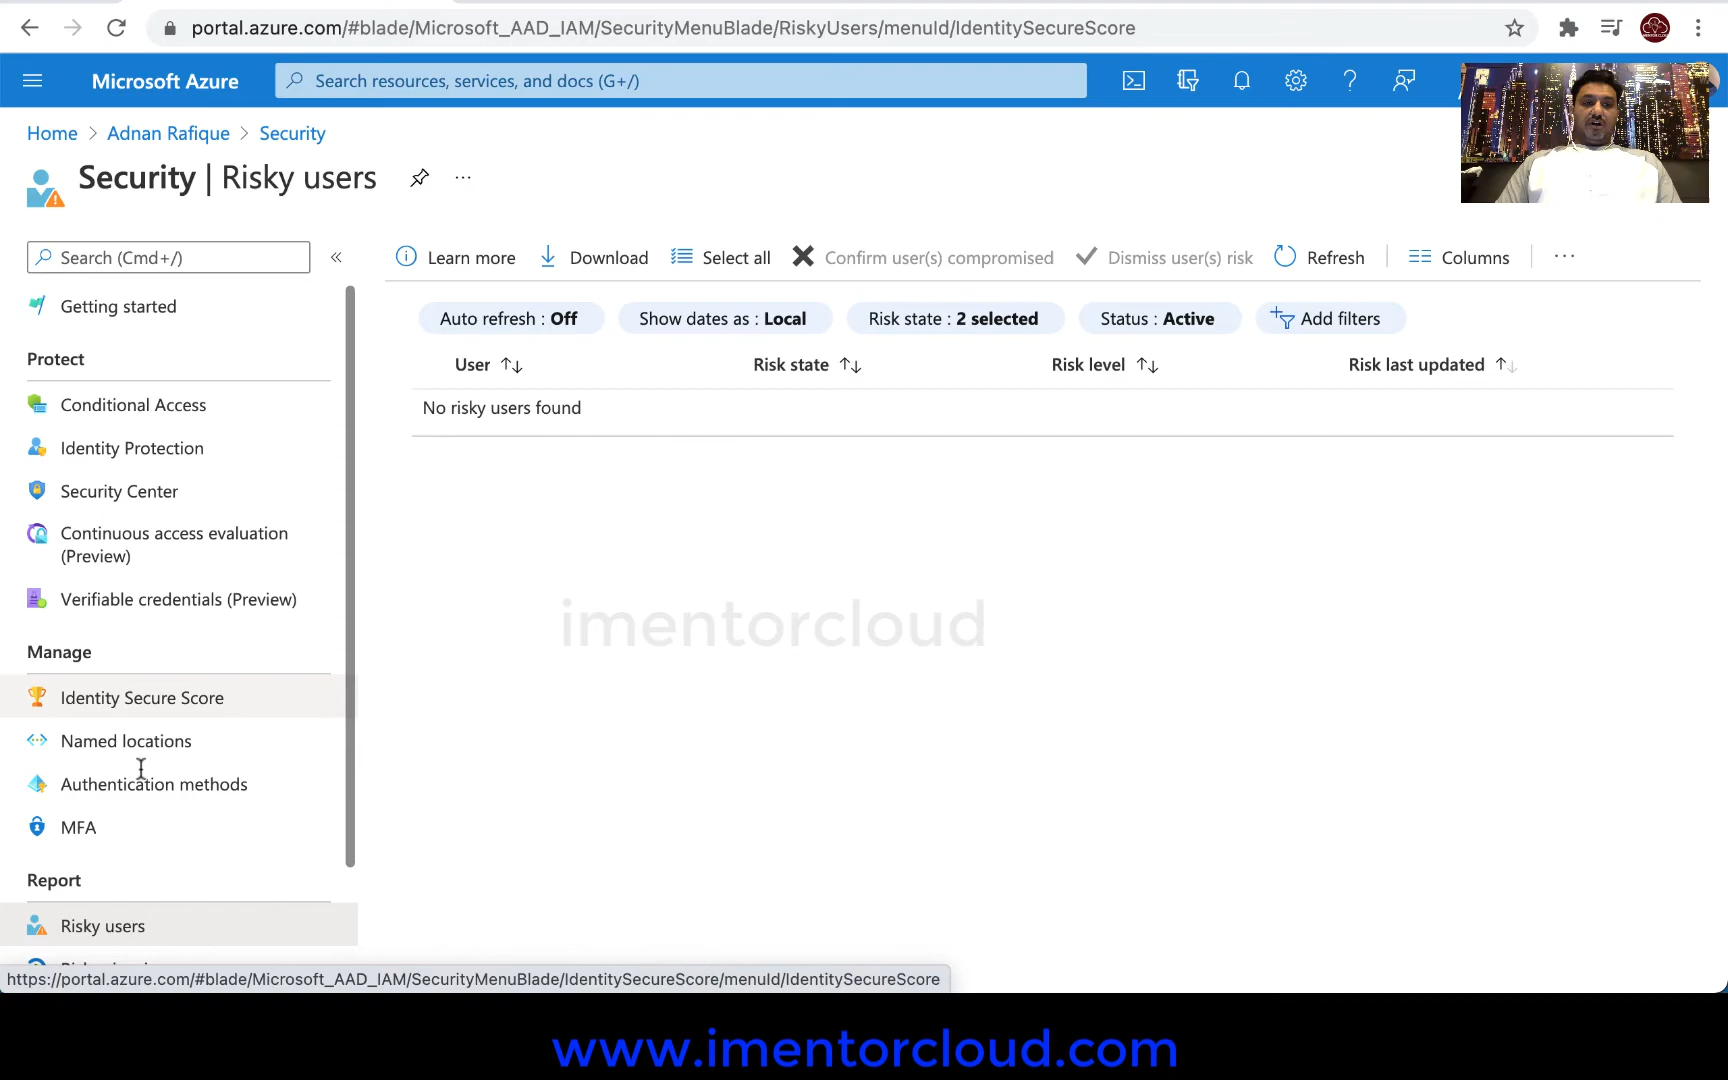 portal.azure.com/#blade/Microsoft_AAD_IAM/SecurityMenuBlade/RiskyUsers/menuId/IdentitySecureScore
Microsoft Azure
Search resources, services, and docs (G+/)
Home > Adnan Rafique > Security
Security | Risky users
Search (Cmd+/)
Learn more
Download
Select all
Confirm user(s) compromised
Dismiss user(s) risk
Refresh
Columns
Getting started
Auto refresh : Off
Show dates as : Local
Risk state : 2 selected
Status : Active
Add filters
User
Risk state
Risk level
Risk last updated
No risky users found
Protect
Conditional Access
Identity Protection
Security Center
Continuous access evaluation
(Preview)
Verifiable credentials (Preview)
imentorcloud
Manage
Identity Secure Score
Named locations
Authentication methods
MFA
Report
Risky users
https://portal.azure.com/#blade/Microsoft_AAD_IAM/SecurityMenuBlade/IdentitySecureScore/menuId/IdentitySecureScore
www.imentorcloud.com